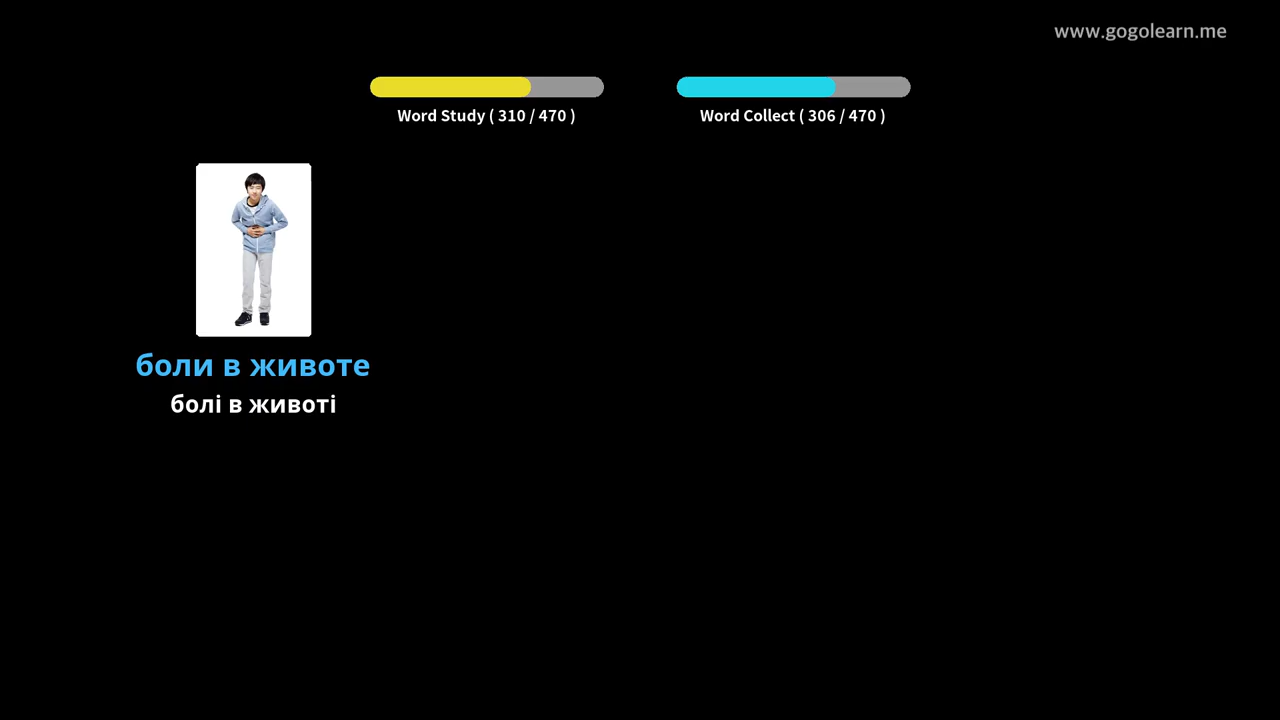 www.gogolearn.me
Word Study ( 310 / 470 )
Word Collect ( 306 / 470 )
боли в животе
болі в животі